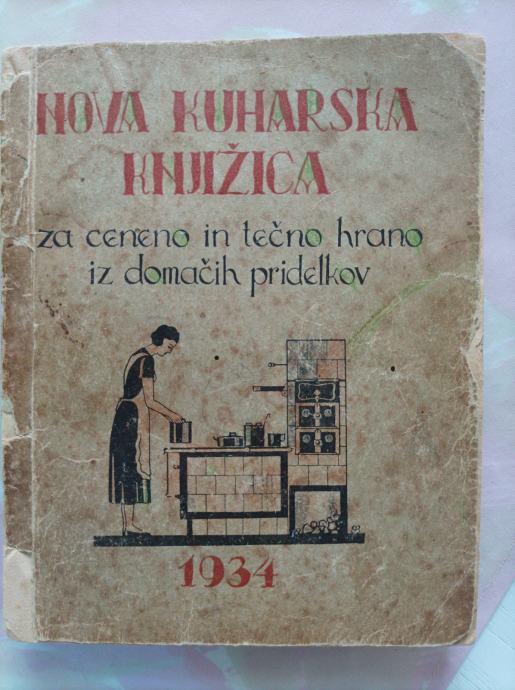 NOVA KUHARSKA
KNJIŽICA
za ceneno in tečno hrano
iz domačih pridelkov
1934